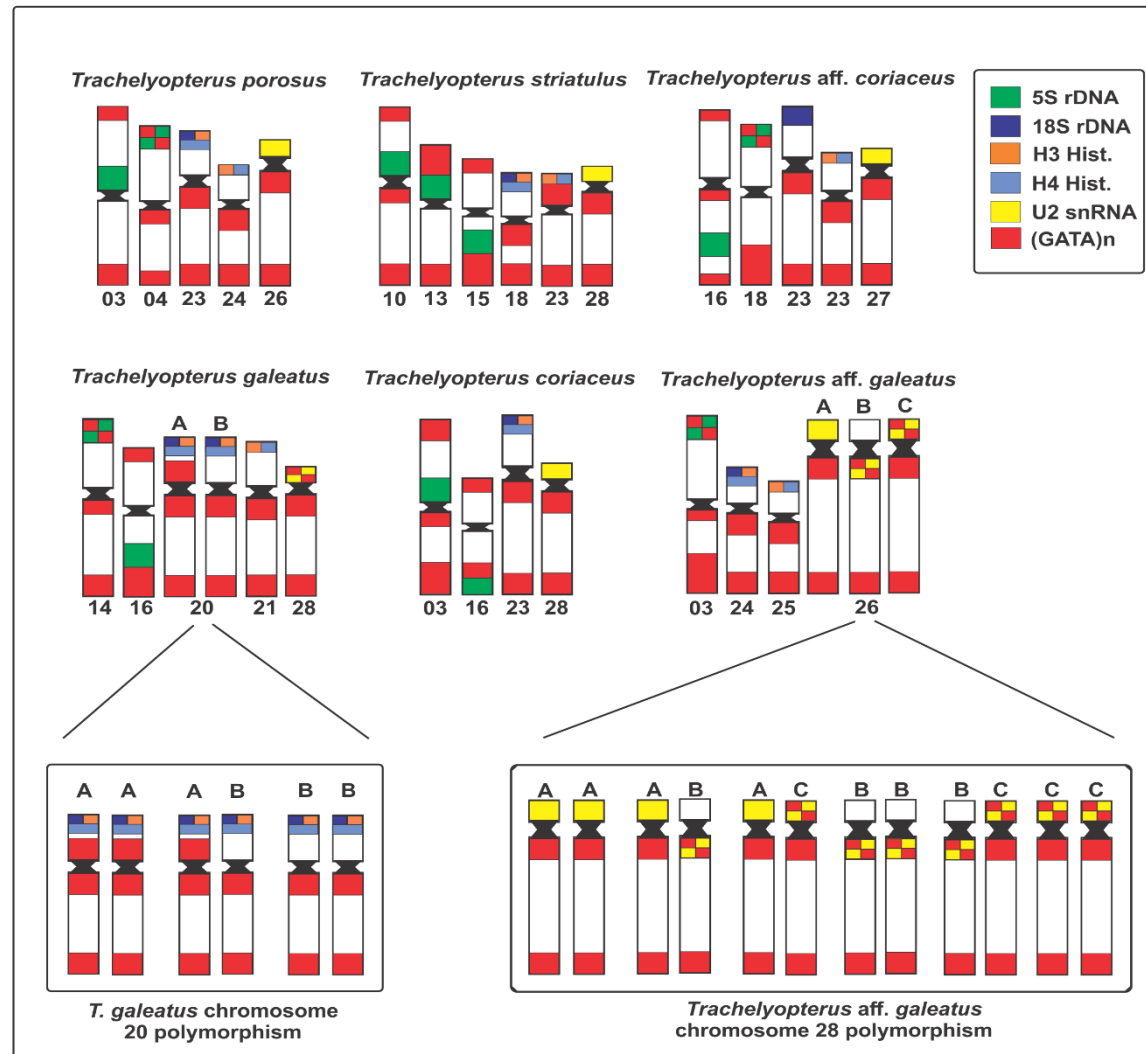 Trachelyopterus porosus
Trachelyopterus striatulus
Trachelyopterus aff. coriaceus
5S rDNA
18S rDNA
H3 Hist.
H4 Hist.
U2 snRNA
(GATA)n
03 04 23 24 26
10 13 15 18 23 28
16 18 23 23 27
Trachelyopterus galeatus
Trachelyopterus coriaceus
Trachelyopterus aff. galeatus
A B
A B C
14 16 20 21 28
03 16 23 28
03 24 25 26
A A A B B B
A A A B A C B B B C C C
T. galeatus chromosome
20 polymorphism
Trachelyopterus aff. galeatus
chromosome 28 polymorphism